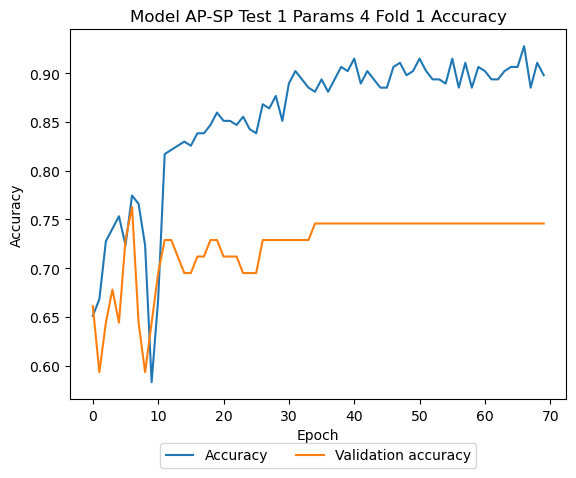 Model AP-SP Test 1 Params 4 Fold 1 Accuracy
Accuracy
0.90
0.85
0.80
0.75
0.70
0.65
0.60
0 10 20 30 40 50 60 70
Epoch
Accuracy Validation accuracy